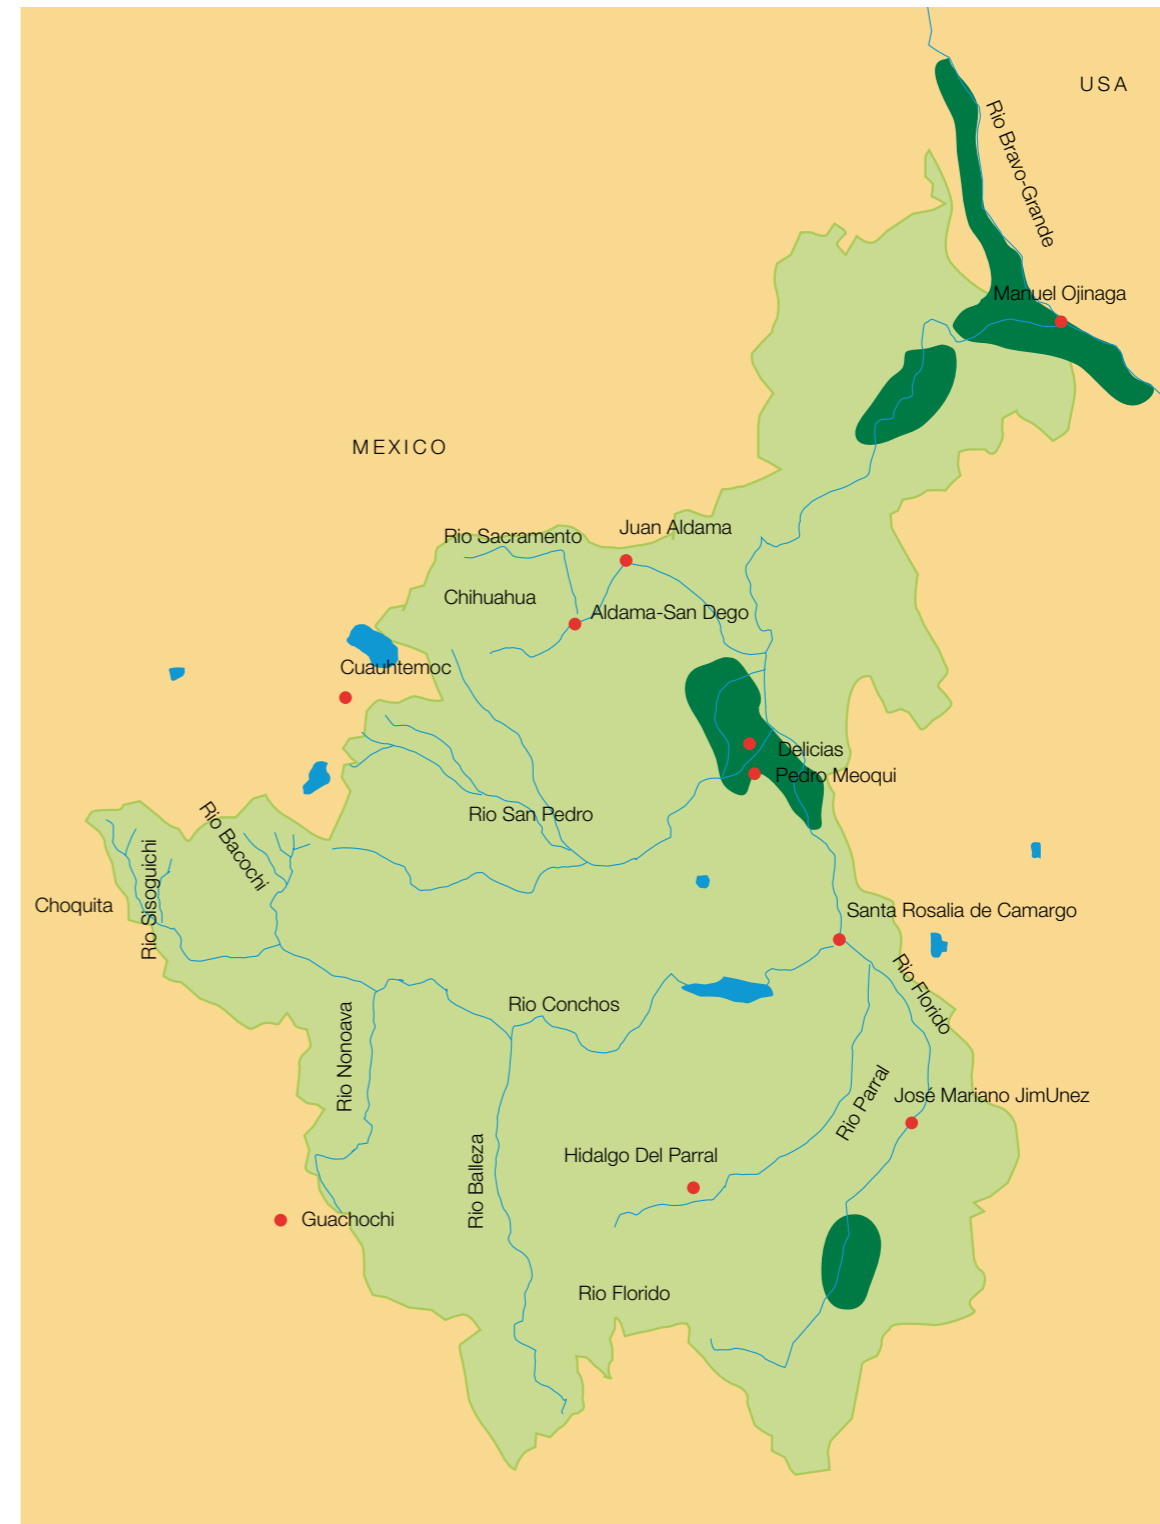 USA
Rio Bravo-Grande
Manuel Ojinaga
MEXICO
Juan Aldama
Rio Sacramento
Chihuahua
Aldama-San Dego
Cuauhtemoc
Delicias
Pedro Meoqui
Rio San Pedro
Rio Bacochi
Rio Sisoguichi
Choquita
Santa Rosalia de Camargo
Rio Florido
Rio Conchos
Rio Nonoava
Rio Parral
José Mariano JimUnez
Rio Balleza
Hidalgo Del Parral
Guachochi
Rio Florido